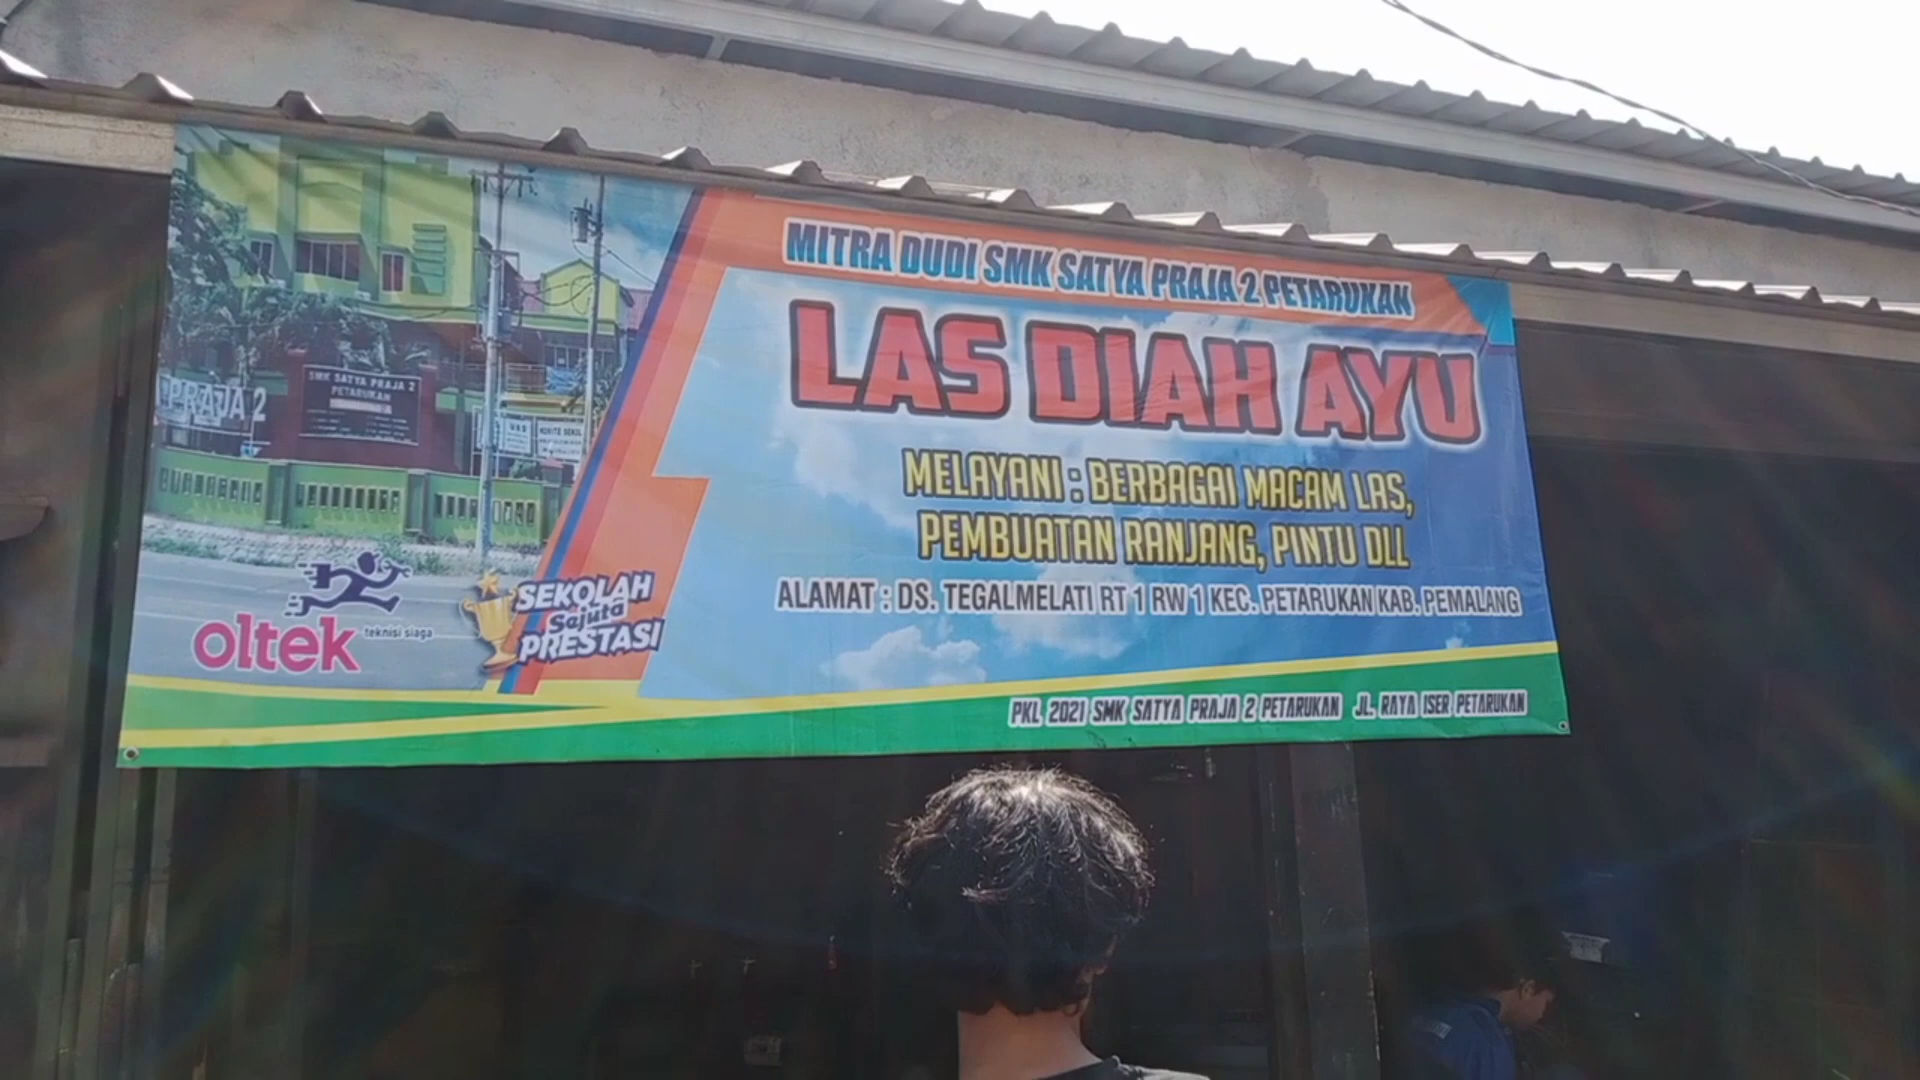 MITRA DUDI SMK SATYA PRAJA 2 PETARUKAN
LAS DIAH AYU
MELAYANI : BERBAGAI MACAM LAS,
PEMBUATAN RANJANG, PINTU DLL
ALAMAT : DS. TEGALMELATI RT 1 RW 1 KEC. PETARUKAN KAB. PEMALANG
PKL 2021 SMK SATYA PRAJA 2 PETARUKAN JL. RAYA ISER PETARUKAN
PRAJA 2
SMK SATYA PRAJA 2
PETARUKAN
oltek
teknisi siaga
SEKOLAH
Sejuta
PRESTASI